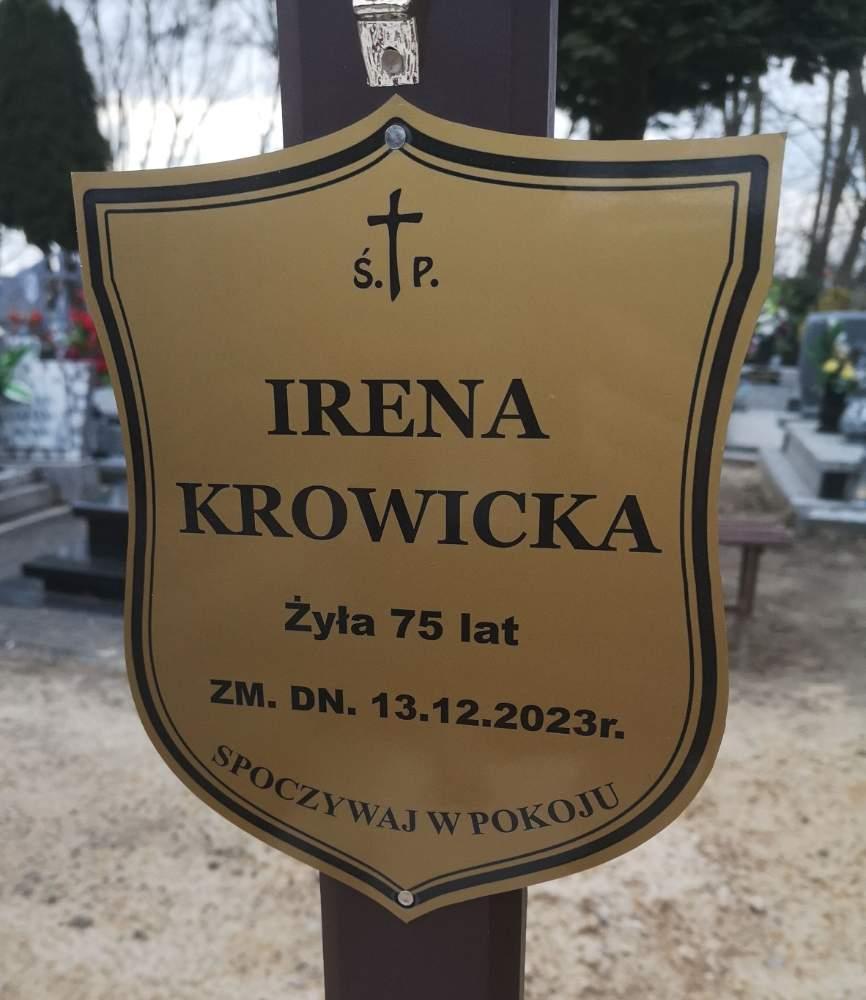 Ś. P.
IRENA
KROWICKA
Żyła 75 lat
ZM. DN. 13.12.2023r.
SPOCZYWAJ W POKOJU